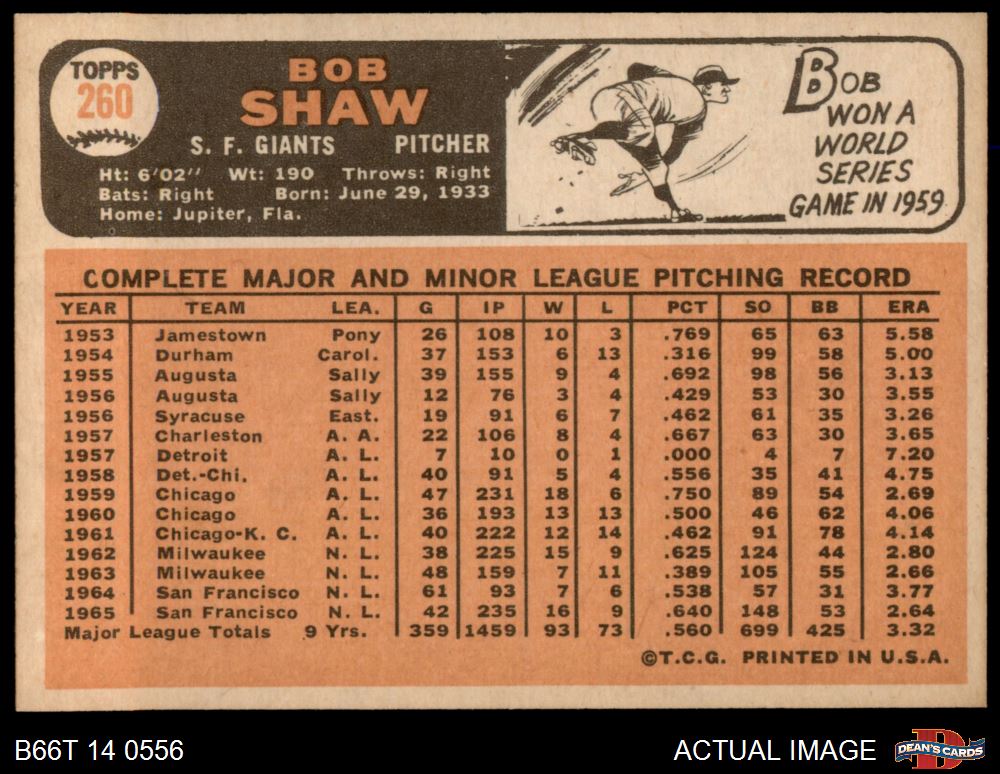 TOPPS
260
BOB
SHAW
S. F. GIANTS PITCHER
Ht: 6'02" Wt: 190 Throws: Right
Bats: Right Born: June 29, 1933
Home: Jupiter, Fla.
BOB
WON A
WORLD
SERIES
GAME IN 1959
COMPLETE MAJOR AND MINOR LEAGUE PITCHING RECORD
YEAR TEAM LEA. G IP W L PCT SO BB ERA
1953 Jamestown Pony 26 108 10 3 .769 65 63 5.58
1954 Durham Carol. 37 153 6 13 .316 99 58 5.00
1955 Augusta Sally 39 155 9 4 .692 98 56 3.13
1956 Augusta Sally 12 76 3 4 .429 53 30 3.55
1956 Syracuse East. 19 91 6 7 .462 61 35 3.26
1957 Charleston A. A. 22 106 8 4 .667 63 30 3.65
1957 Detroit A. L. 7 10 0 1 .000 4 7 7.20
1958 Det.-Chi. A. L. 40 91 5 4 .556 35 41 4.75
1959 Chicago A. L. 47 231 18 6 .750 89 54 2.69
1960 Chicago A. L. 36 193 13 13 .500 46 62 4.06
1961 Chicago-K. C. A. L. 40 222 12 14 .462 91 78 4.14
1962 Milwaukee N. L. 38 225 15 9 .625 124 44 2.80
1963 Milwaukee N. L. 48 159 7 11 .389 105 55 2.66
1964 San Francisco N. L. 61 93 7 6 .538 57 31 3.77
1965 San Francisco N. L. 42 235 16 9 .640 148 53 2.64
Major League Totals 9 Yrs. 359 1459 93 73 .560 699 425 3.32
©T.C.G. PRINTED IN U.S.A.
B66T 14 0556
ACTUAL IMAGE
DEAN'S CARDS